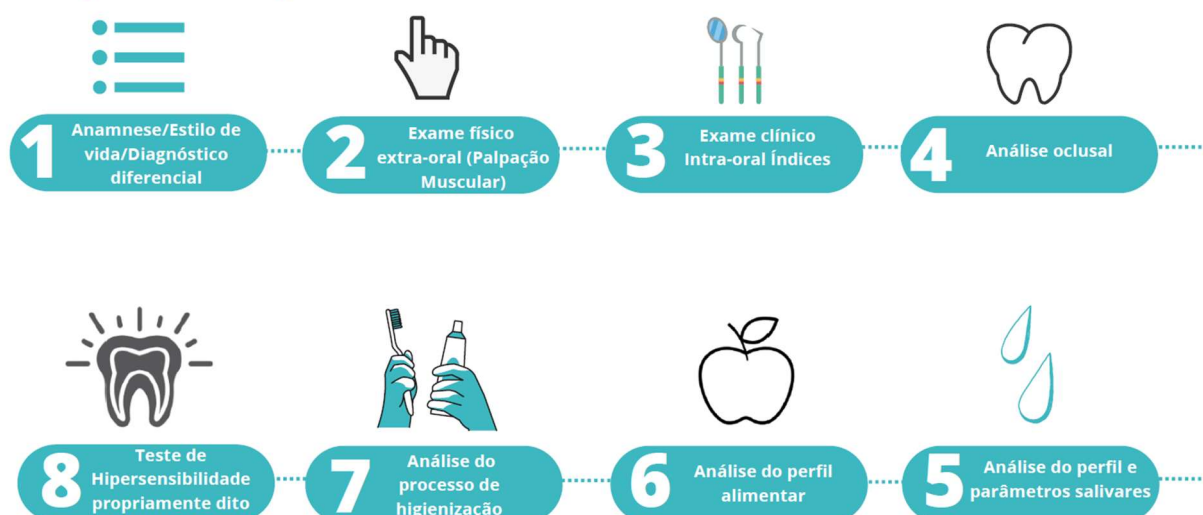 1
Anamnese/Estilo de
vida/Diagnóstico
diferencial
2
Exame físico
extra-oral (Palpação
Muscular)
3
Exame clínico
Intra-oral Índices
4
Análise oclusal
8
Teste de
Hipersensibilidade
propriamente dito
7
Análise do
processo de
higienização
6
Análise do perfil
alimentar
5
Análise do perfil e
parâmetros salivares